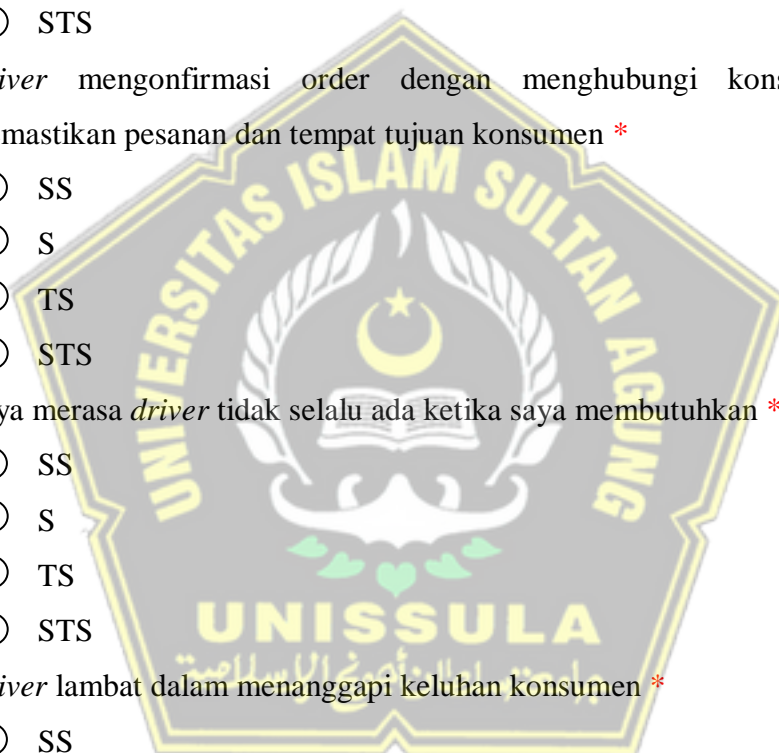 STS
iver mengonfirmasi order dengan menghubungi kons
mastikan pesanan dan tempat tujuan konsumen *
SS
S
TS
STS
ya merasa driver tidak selalu ada ketika saya membutuhkan *
SS
S
TS
STS
iver lambat dalam menanggapi keluhan konsumen *
SS
UNIVERSITAS ISLAM SULTAN AGUNG
UNISSULA